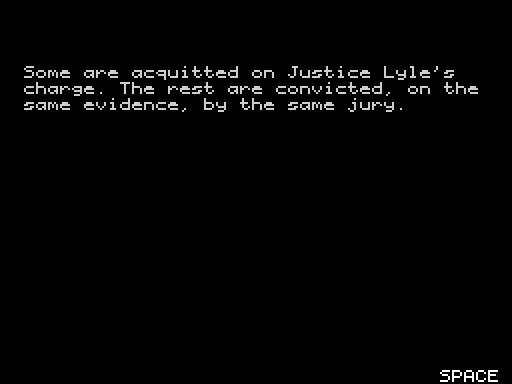 Some are acquitted on Justice Lyle's
charge. The rest are convicted, on the
same evidence, by the same jury.
SPACE